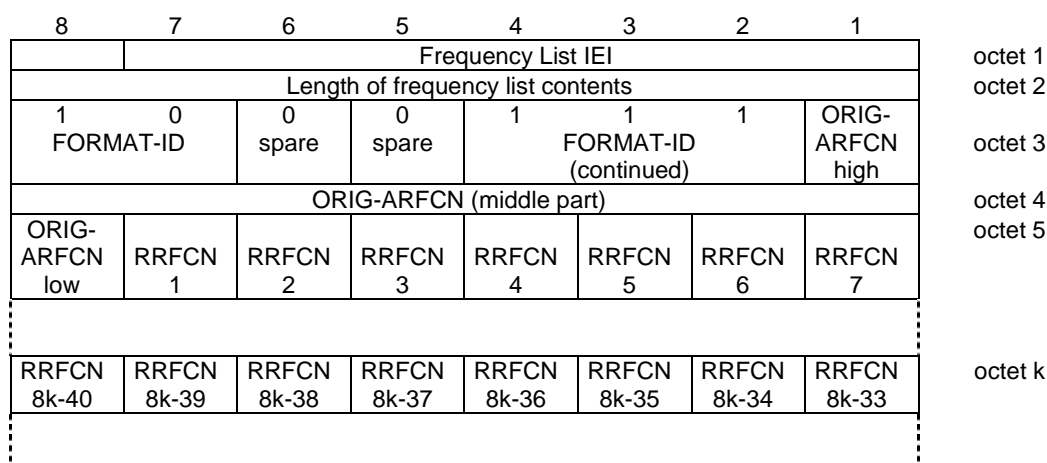 8 7 6 5 4 3 2 1
Frequency List IEI octet 1
Length of frequency list contents octet 2
1 0 0 0 1 1 1 ORIG-
FORMAT-ID spare spare FORMAT-ID ARFCN octet 3
(continued) high
ORIG-ARFCN (middle part) octet 4
ORIG- octet 5
ARFCN RRFCN RRFCN RRFCN RRFCN RRFCN RRFCN RRFCN
low 1 2 3 4 5 6 7
RRFCN RRFCN RRFCN RRFCN RRFCN RRFCN RRFCN RRFCN octet k
8k-40 8k-39 8k-38 8k-37 8k-36 8k-35 8k-34 8k-33